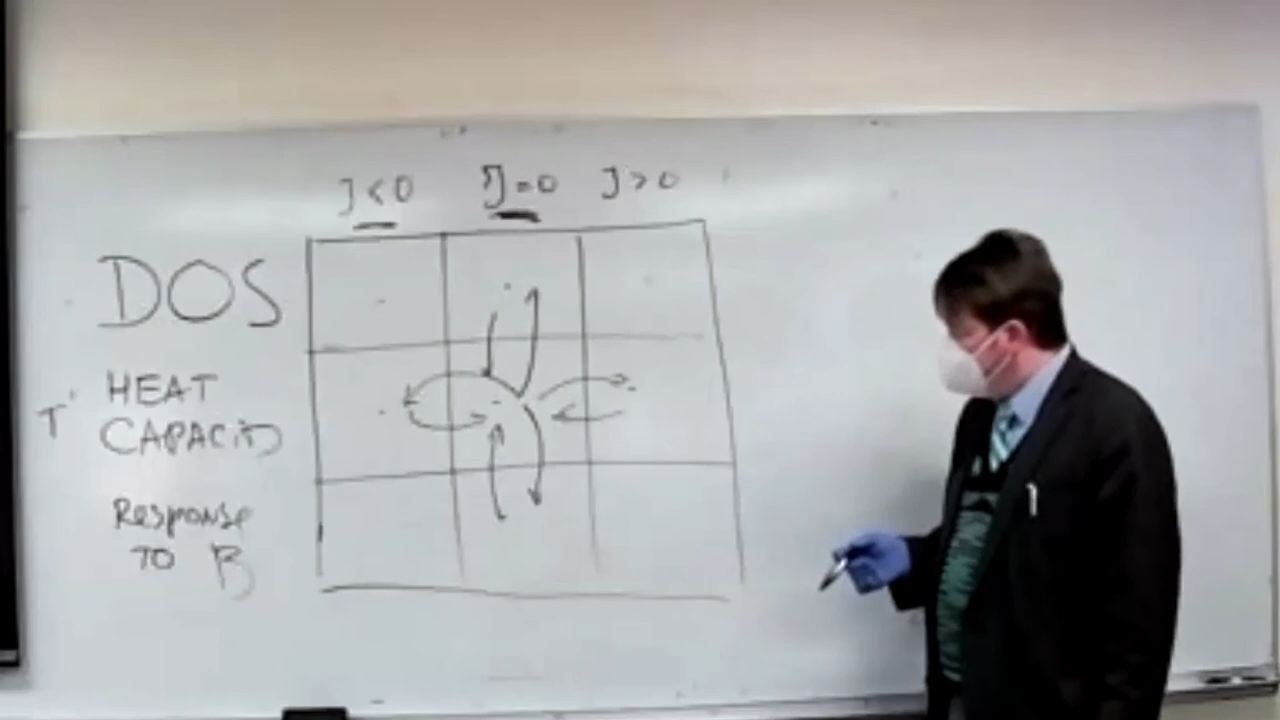 J<0 J=0 J>0
DOS
HEAT
T CAPACITY
Response
TO B